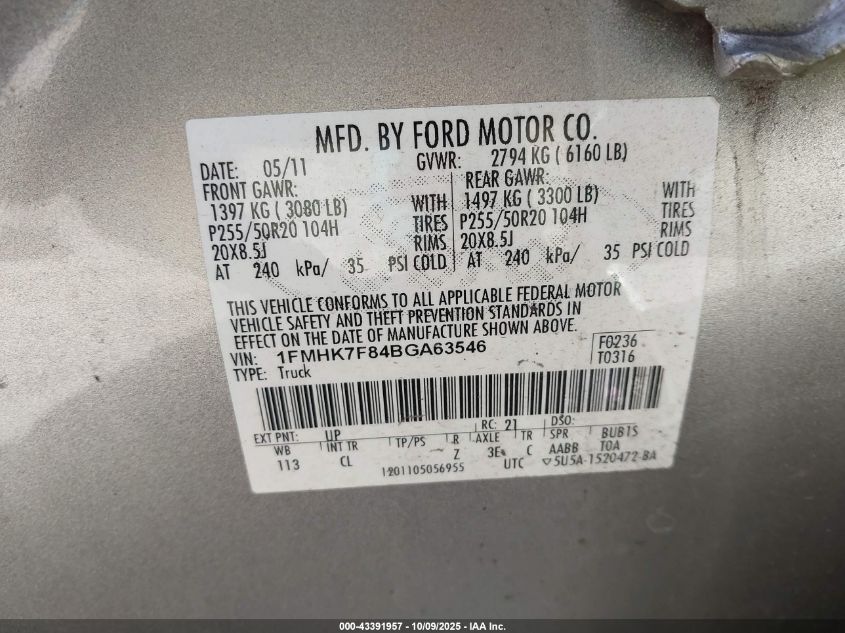 MFD. BY FORD MOTOR CO.
DATE: 05/11 GVWR: 2794 KG ( 6160 LB)
FRONT GAWR: REAR GAWR:
1397 KG ( 3080 LB) WITH 1497 KG ( 3300 LB) WITH
P255/50R20 104H TIRES P255/50R20 104H TIRES
20X8.5J RIMS 20X8.5J RIMS
AT 240 kPa/ 35 PSI COLD AT 240 kPa/ 35 PSI COLD
THIS VEHICLE CONFORMS TO ALL APPLICABLE FEDERAL MOTOR
VEHICLE SAFETY AND THEFT PREVENTION STANDARDS IN
EFFECT ON THE DATE OF MANUFACTURE SHOWN ABOVE.
VIN: 1FMHK7F84BGA63546 F0236
TYPE: Truck T0316
EXT PNT: UP RC: 21 DSO:
WB INT TR TP/PS R AXLE TR SPR BUB1S
113 CL Z 3E C AABB TOA
1201105056955 UTC ▽5U5A-1520472-BA
000-43391957 - 10/09/2025 - IAA Inc.